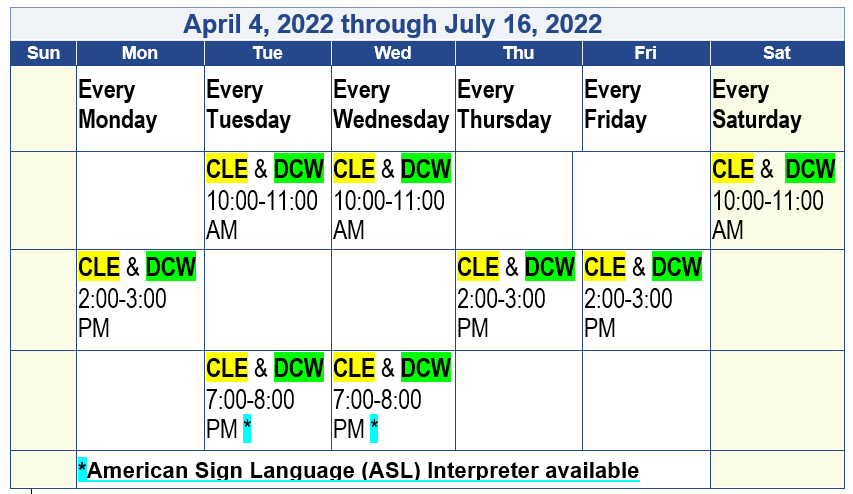 April 4, 2022 through July 16, 2022
Sun Mon Tue Wed Thu Fri Sat
Every Every Every Every Every Every
Monday Tuesday Wednesday Thursday Friday Saturday
CLE & DCW CLE & DCW CLE & DCW
10:00-11:00 10:00-11:00 10:00-11:00
AM AM AM
CLE & DCW CLE & DCW CLE & DCW
2:00-3:00 2:00-3:00 2:00-3:00
PM PM PM
CLE & DCW CLE & DCW
7:00-8:00 7:00-8:00
PM * PM *
*American Sign Language (ASL) Interpreter available